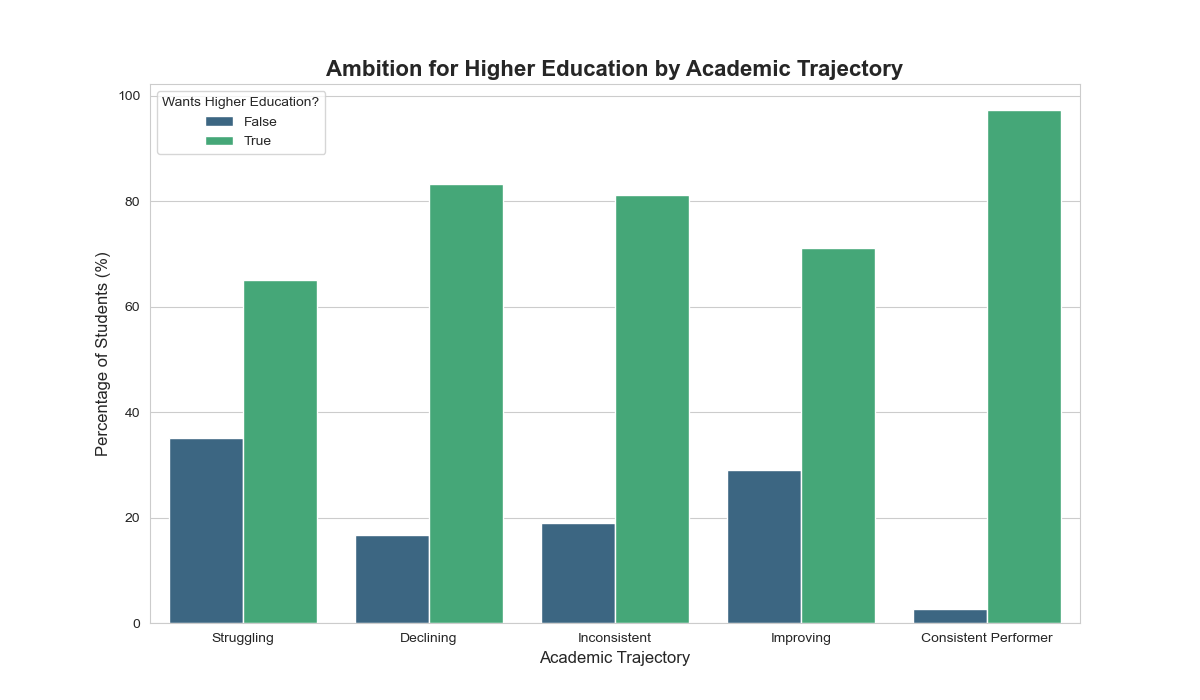 Ambition for Higher Education by Academic Trajectory
Wants Higher Education?
False
True
Percentage of Students (%)
100
80
60
40
20
0
Struggling
Declining
Inconsistent
Improving
Consistent Performer
Academic Trajectory